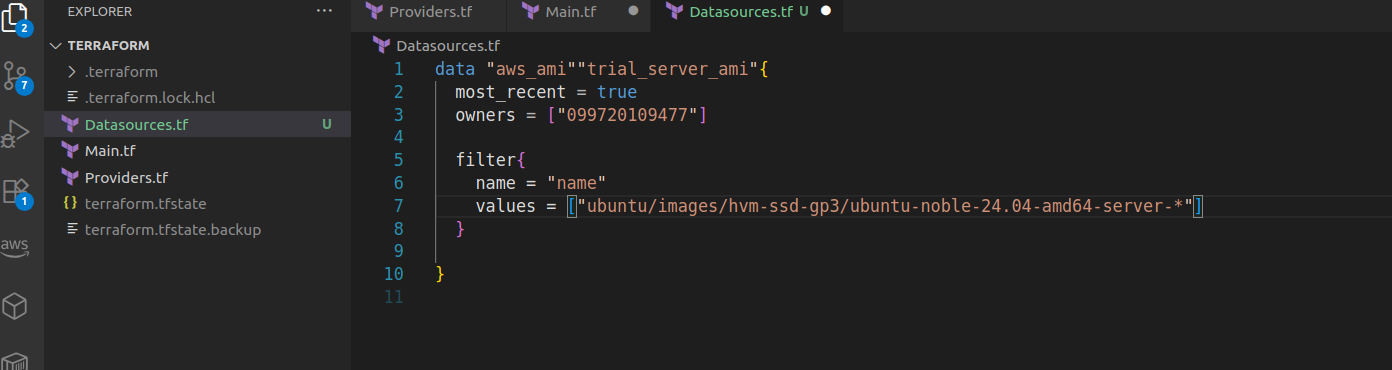 EXPLORER ...
Providers.tf Main.tf Datasources.tf U
2
TERRAFORM
Datasources.tf
.terraform
7
.terraform.lock.hcl
Datasources.tf U
Main.tf
Providers.tf
1
{} terraform.tfstate
terraform.tfstate.backup
aws
1 data "aws_ami""trial_server_ami"{
2 most_recent = true
3 owners = ["099720109477"]
4
5 filter{
6 name = "name"
7 values = ["ubuntu/images/hvm-ssd-gp3/ubuntu-noble-24.04-amd64-server-*"]
8 }
9
10 }
11